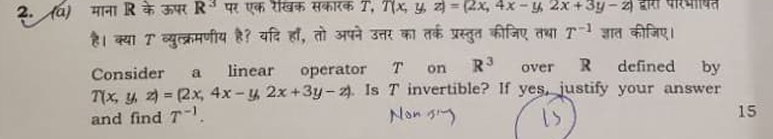 2. (a) माना R के ऊपर R³ पर एक रैखिक संकारक T, T(x, y, z) = (2x, 4x – y, 2x + 3y – z) द्वारा परिभाषित
है। क्या T व्युत्क्रमणीय है? यदि हाँ, तो अपने उत्तर का तर्क प्रस्तुत कीजिए तथा T⁻¹ ज्ञात कीजिए।
Consider a linear operator T on R³ over R defined by
T(x, y, z) = (2x, 4x – y, 2x + 3y – z). Is T invertible? If yes, justify your answer
and find T⁻¹. 15
Non sing